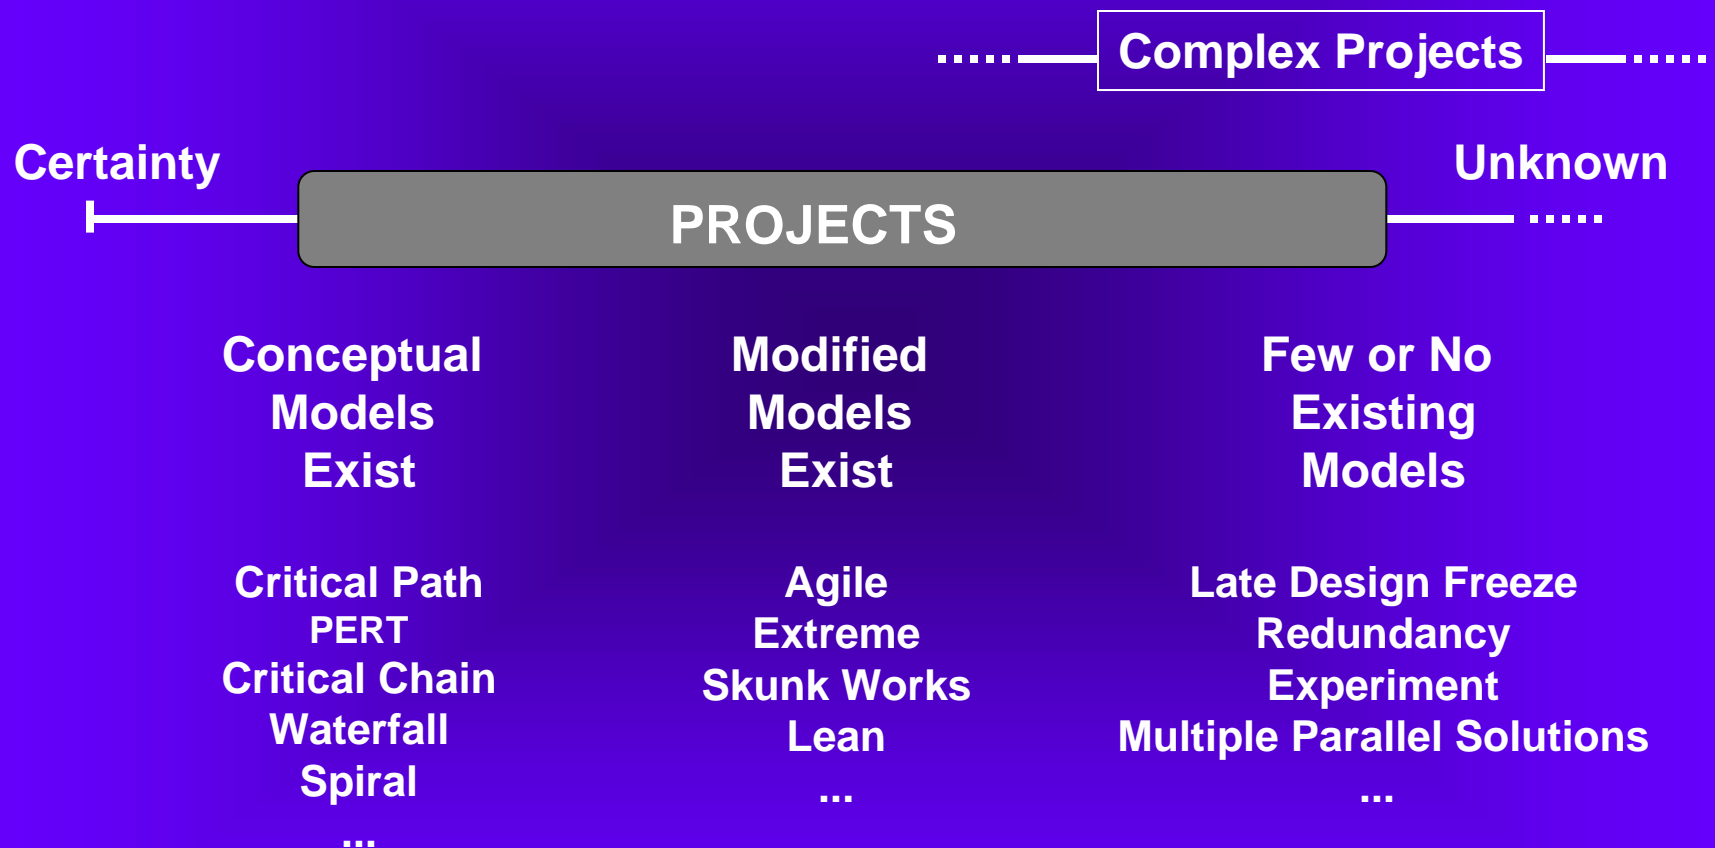 Complex Projects
Certainty
Unknown
PROJECTS
Conceptual
Models
Exist
Modified
Models
Exist
Few or No
Existing
Models
Critical Path
PERT
Critical Chain
Waterfall
Spiral
...
Agile
Extreme
Skunk Works
Lean
...
Late Design Freeze
Redundancy
Experiment
Multiple Parallel Solutions
...